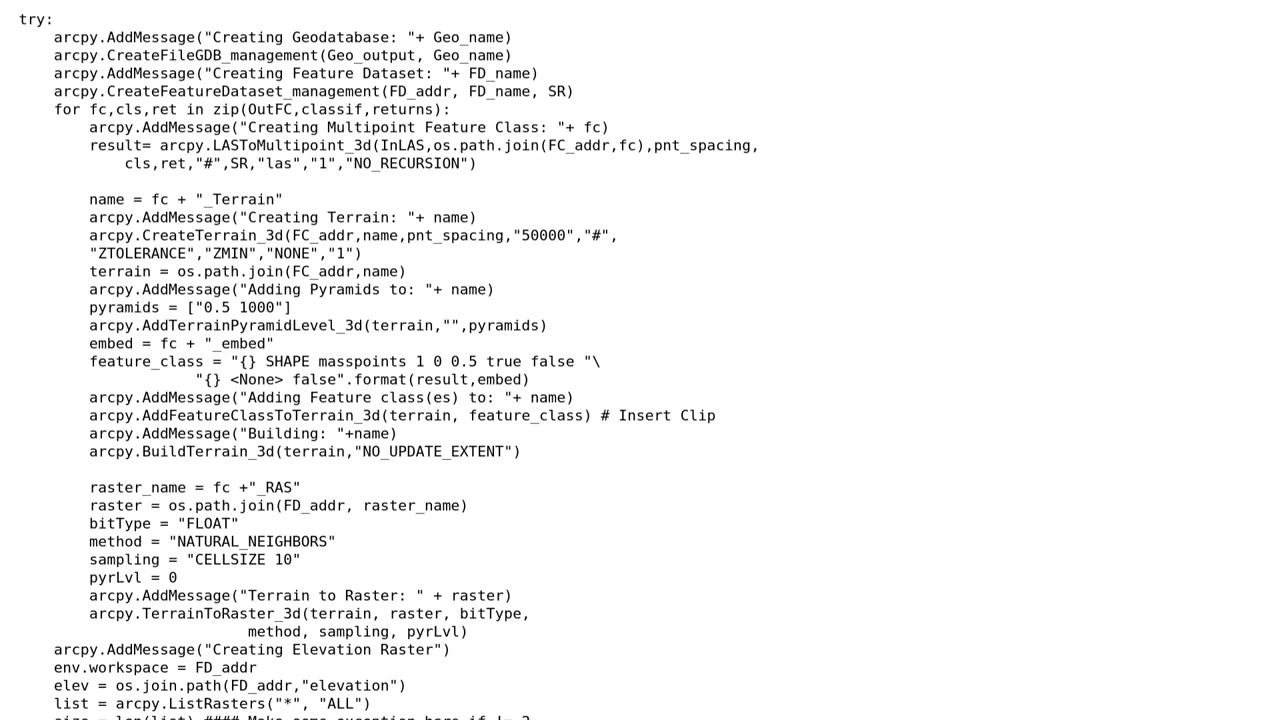 try:
    arcpy.AddMessage("Creating Geodatabase: "+ Geo_name)
    arcpy.CreateFileGDB_management(Geo_output, Geo_name)
    arcpy.AddMessage("Creating Feature Dataset: "+ FD_name)
    arcpy.CreateFeatureDataset_management(FD_addr, FD_name, SR)
    for fc,cls,ret in zip(OutFC,classif,returns):
        arcpy.AddMessage("Creating Multipoint Feature Class: "+ fc)
        result= arcpy.LASToMultipoint_3d(InLAS,os.path.join(FC_addr,fc),pnt_spacing,
            cls,ret,"#",SR,"las","1","NO_RECURSION")

        name = fc + "_Terrain"
        arcpy.AddMessage("Creating Terrain: "+ name)
        arcpy.CreateTerrain_3d(FC_addr,name,pnt_spacing,"50000","#",
        "ZTOLERANCE","ZMIN","NONE","1")
        terrain = os.path.join(FC_addr,name)
        arcpy.AddMessage("Adding Pyramids to: "+ name)
        pyramids = ["0.5 1000"]
        arcpy.AddTerrainPyramidLevel_3d(terrain,"",pyramids)
        embed = fc + "_embed"
        feature_class = "{} SHAPE masspoints 1 0 0.5 true false "\
                    "{} <None> false".format(result,embed)
        arcpy.AddMessage("Adding Feature class(es) to: "+ name)
        arcpy.AddFeatureClassToTerrain_3d(terrain, feature_class) # Insert Clip
        arcpy.AddMessage("Building: "+name)
        arcpy.BuildTerrain_3d(terrain,"NO_UPDATE_EXTENT")

        raster_name = fc +"_RAS"
        raster = os.path.join(FD_addr, raster_name)
        bitType = "FLOAT"
        method = "NATURAL_NEIGHBORS"
        sampling = "CELLSIZE 10"
        pyrLvl = 0
        arcpy.AddMessage("Terrain to Raster: " + raster)
        arcpy.TerrainToRaster_3d(terrain, raster, bitType,
                          method, sampling, pyrLvl)
    arcpy.AddMessage("Creating Elevation Raster")
    env.workspace = FD_addr
    elev = os.join.path(FD_addr,"elevation")
    list = arcpy.ListRasters("*", "ALL")